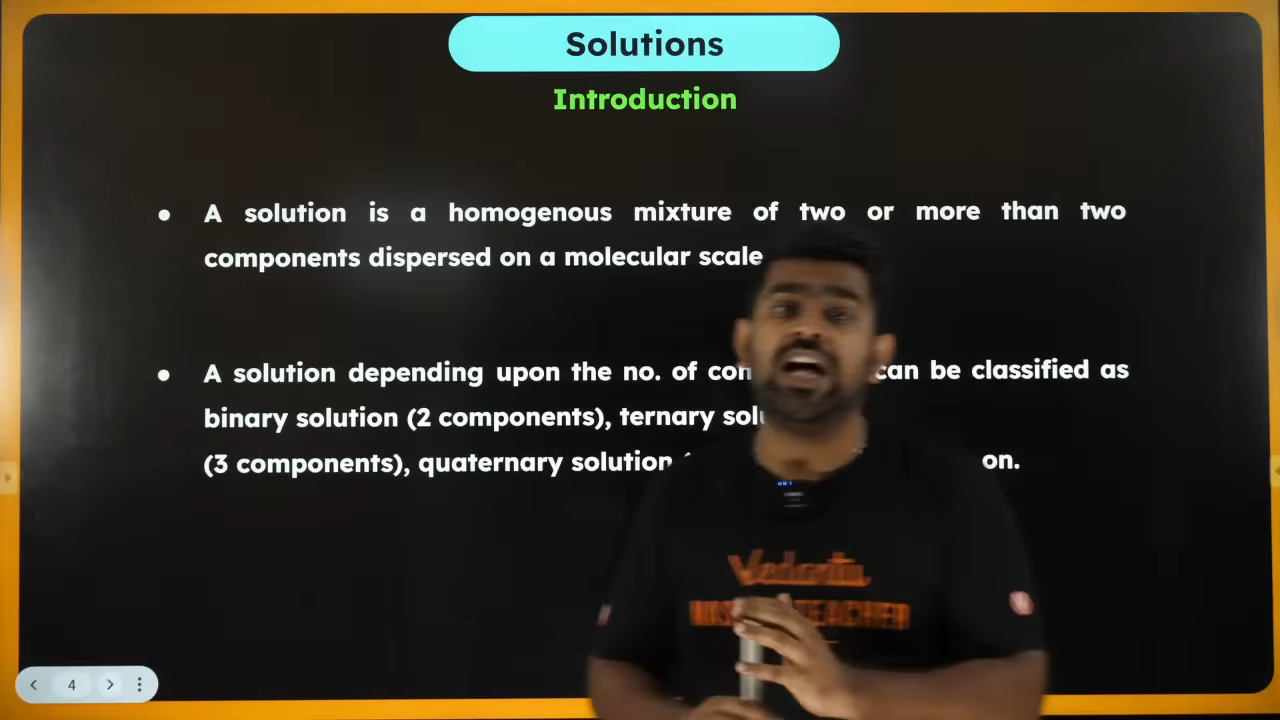 Solutions
Introduction
● A solution is a homogenous mixture of two or more than two
components dispersed on a molecular scale
● A solution depending upon the no. of can be classified as
binary solution (2 components), ternary
(3 components), quaternary solution on.
4
Vedantu
TEACHER